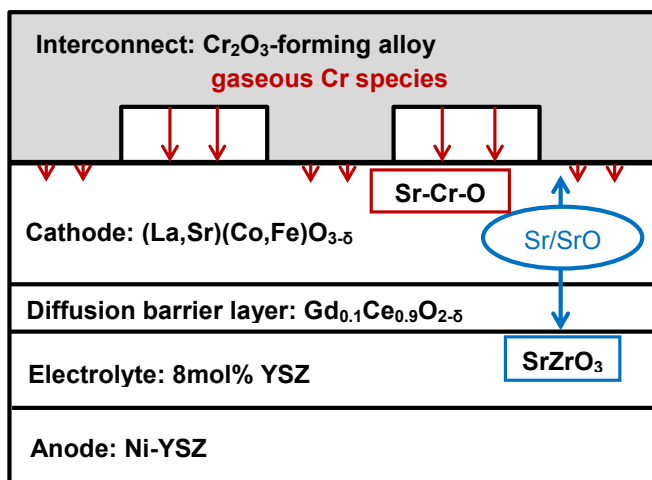 Interconnect: Cr₂O₃-forming alloy
gaseous Cr species
Sr-Cr-O
Cathode: (La,Sr)(Co,Fe)O₃₋δ
Sr/SrO
Diffusion barrier layer: Gd₀.₁Ce₀.₉O₂₋δ
SrZrO₃
Electrolyte: 8mol% YSZ
Anode: Ni-YSZ